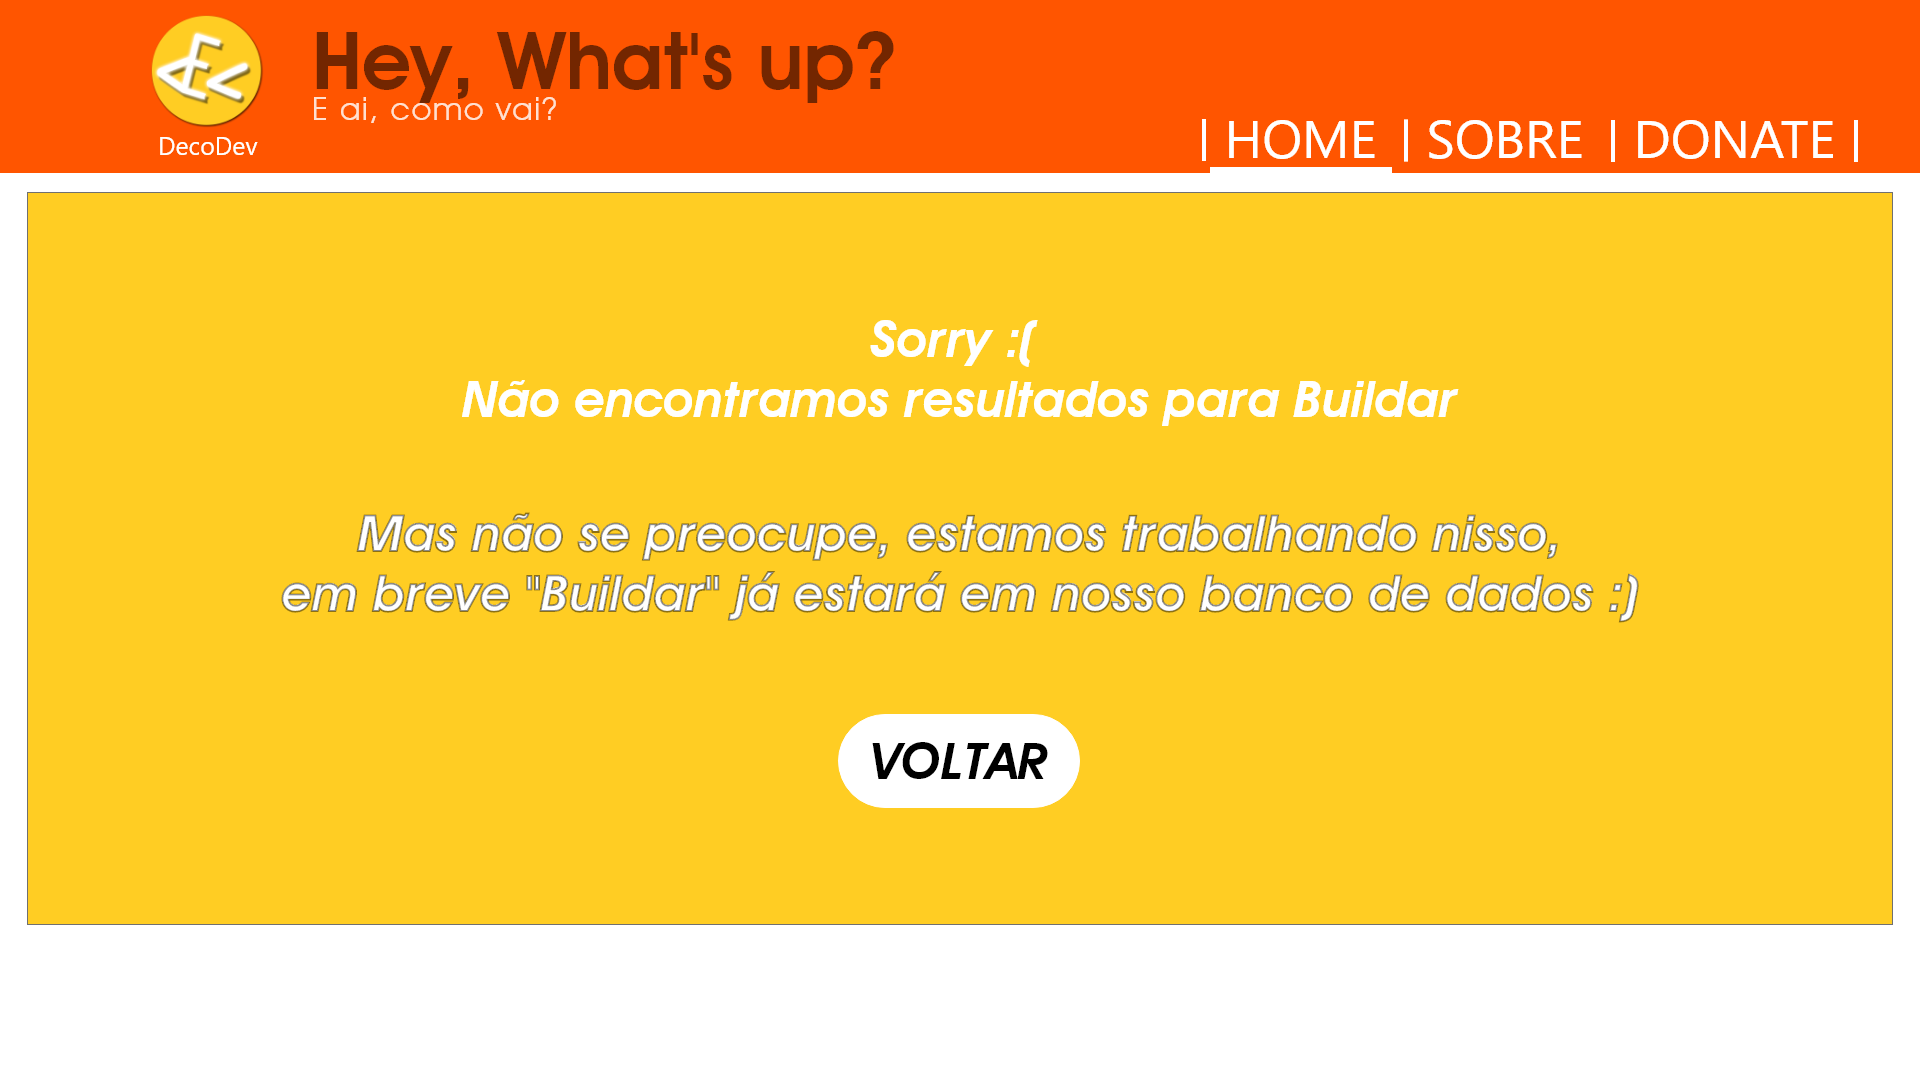 Hey, What's up?
E ai, como vai?
DecoDev
| HOME | SOBRE | DONATE |
Sorry :(
Não encontramos resultados para Buildar
Mas não se preocupe, estamos trabalhando nisso,
em breve "Buildar" já estará em nosso banco de dados :)
VOLTAR